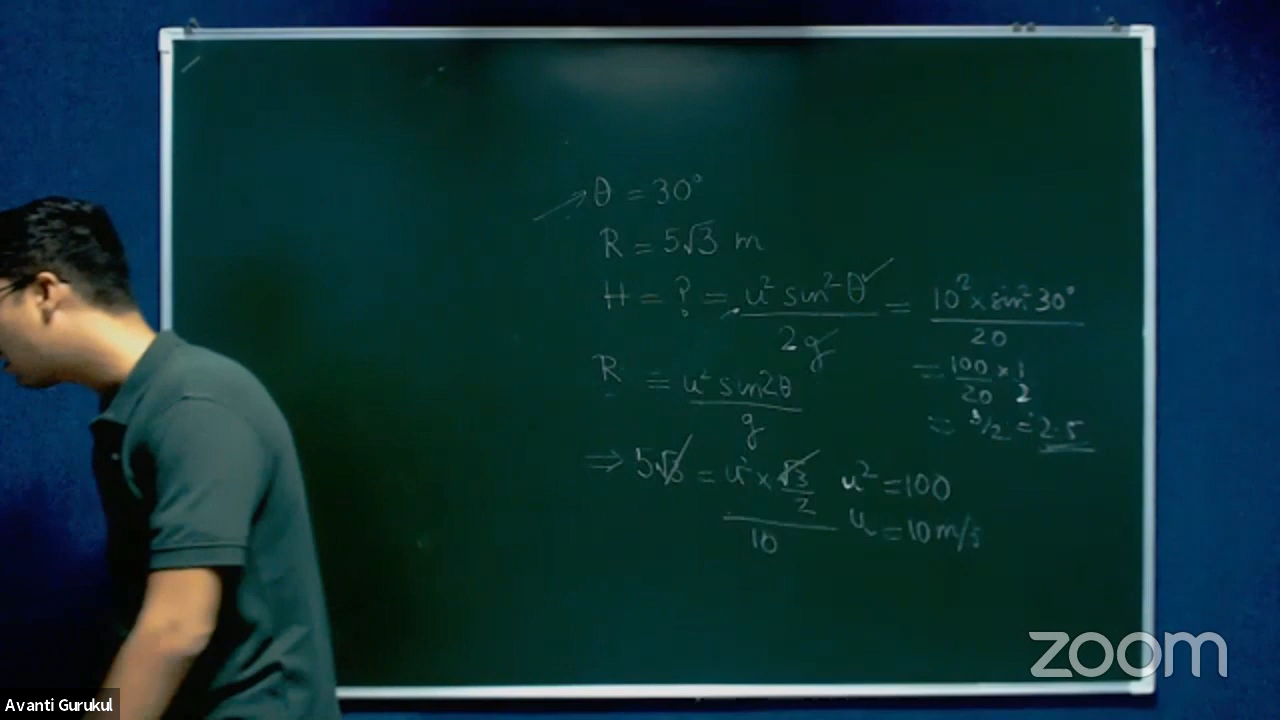 θ = 30°
R = 5√3 m
H = ? = u² sin² θ / 2g = 10² × sin² 30° / 20
= 100/20 × 1/2
R = u² sin2θ / g
= 5/2 = 2.5
⇒ 5√3 = u² × √3/2 / 10
u² = 100
u = 10 m/s
zoom
Avanti Gurukul